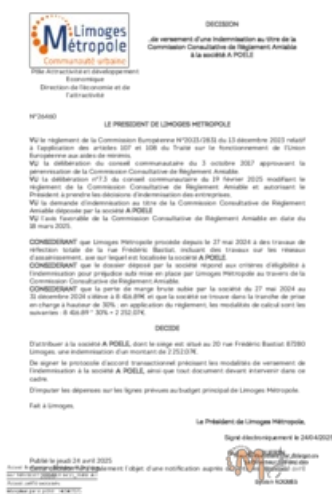 Limoges
Métropole
Communauté urbaine
Pôle Attractivité et développement
Economique
Direction de l'économie et de
l'attractivité
DECISION
de versement d'une indemnisation au titre de la
Commission Consultative de Règlement Amiable
à la société A POELE
N°26460
LE PRESIDENT DE LIMOGES METROPOLE
VU le règlement de la Commission Européenne N°2023/2831 du 13 décembre 2023 relatif
à l'application des articles 107 et 108 du Traité sur le fonctionnement de l'Union
Européenne aux aides de minimis.
VU la délibération du conseil communautaire du 3 octobre 2017 approuvant la
pérennisation de la Commission Consultative de Règlement Amiable.
VU la délibération n°7.3 du conseil communautaire du 19 février 2025 modifiant le
règlement de la Commission Consultative de Règlement Amiable et autorisant le
Président à prendre les décisions d'indemnisation des entreprises.
VU la demande d'indemnisation au titre de la Commission Consultative de Règlement
Amiable déposée par la société A POELE
VU l'avis favorable de la Commission Consultative de Règlement Amiable en date du
18 mars 2025.
CONSIDERANT que Limoges Métropole procède depuis le 27 mai 2024 à des travaux de
réfection totale de la rue Frédéric Bastiat, incluant des travaux sur les réseaux
d'assainissement, axe sur lequel est localisée la société A POELE.
CONSIDERANT que le dossier déposé par la société répond aux critères d'éligibilité à
l'indemnisation pour préjudice subi mise en place par Limoges Métropole au travers de la
Commission Consultative de Règlement Amiable.
CONSIDERANT que la perte de marge brute subie par la société du 27 mai 2024 au
31 décembre 2024 s'élève à 8 416,89€ et que la société se trouve dans la tranche de prise
en charge à hauteur de 30%, en application du règlement, les modalités de calcul sont les
suivantes :
DECIDE
D'attribuer à la société A POELE, dont le siège est situé au 20 rue Frédéric Bastiat 87280
Limoges, une indemnisation d'un montant de
De signer le protocole d'accord transactionnel précisant les modalités de versement de
l'indemnisation à la société A POELE, ainsi que tout document devant intervenir dans ce
cadre.
D'imputer les dépenses sur les lignes prévues au budget principal de Limoges Métropole.
Fait à Limoges,
Le Président de Limoges Métropole,
Signé électroniquement le 24/04/2025
Publié le jeudi 24 avril 2025
également l'objet d'une notification auprès